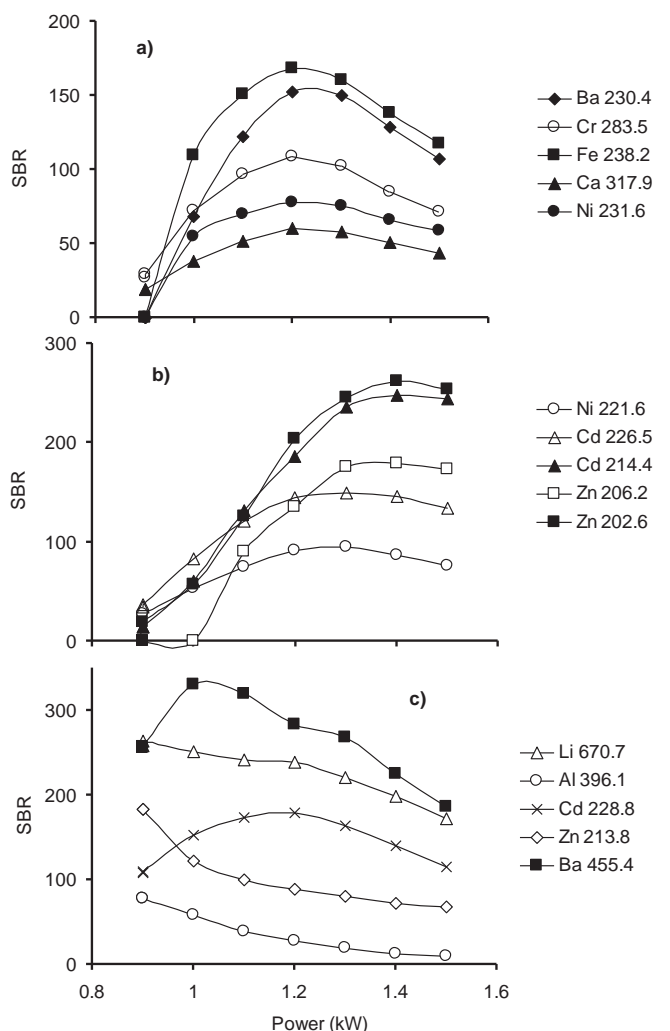 200
a)
150
SBR
100
50
0
Ba 230.4
Cr 283.5
Fe 238.2
Ca 317.9
Ni 231.6
300
b)
200
SBR
100
0
Ni 221.6
Cd 226.5
Cd 214.4
Zn 206.2
Zn 202.6
c)
300
200
SBR
100
0
Li 670.7
Al 396.1
Cd 228.8
Zn 213.8
Ba 455.4
0.8 1 1.2 1.4 1.6
Power (kW)